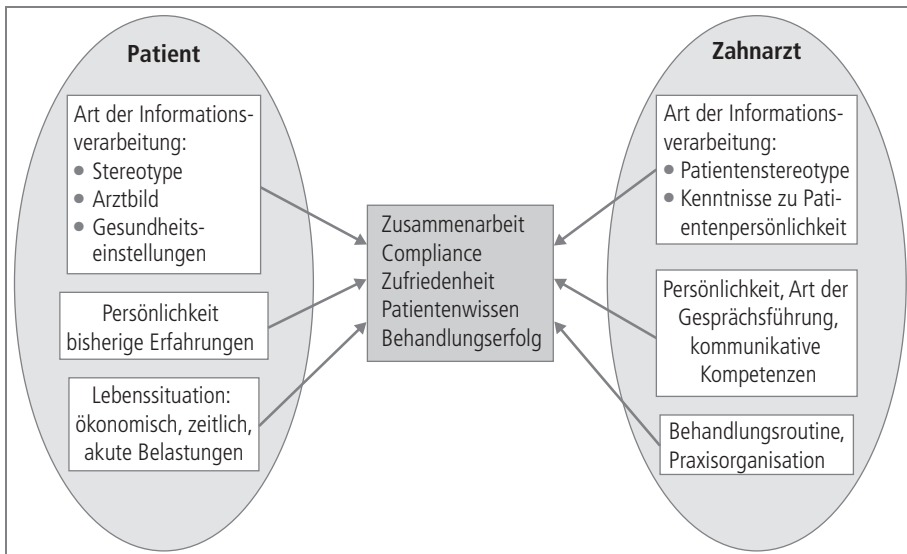 Patient
Art der Informations-
verarbeitung:
• Stereotype
• Arztbild
• Gesundheits-
einstellungen
Persönlichkeit
bisherige Erfahrungen
Lebenssituation:
ökonomisch, zeitlich,
akute Belastungen
Zusammenarbeit
Compliance
Zufriedenheit
Patientenwissen
Behandlungserfolg
Zahnarzt
Art der Informations-
verarbeitung:
• Patientenstereotype
• Kenntnisse zu Pati-
entenpersönlichkeit
Persönlichkeit, Art der
Gesprächsführung,
kommunikative
Kompetenzen
Behandlungsroutine,
Praxisorganisation